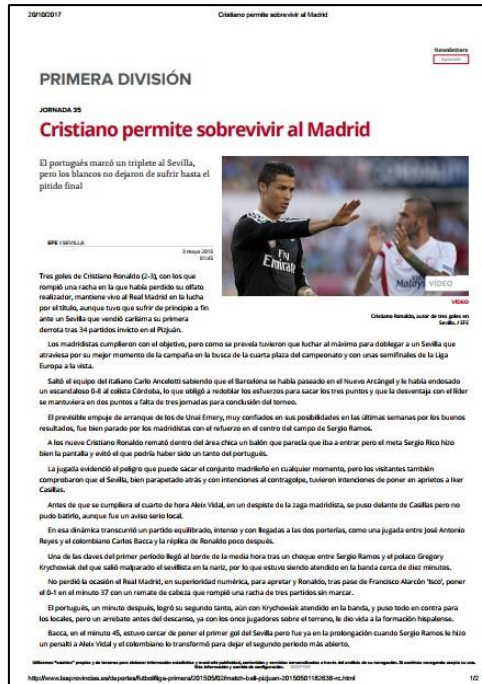 20/10/2017
Cristiano permite sobrevivir al Madrid
Newsletters
PRIMERA DIVISIÓN
JORNADA 35
Cristiano permite sobrevivir al Madrid
El portugués marcó un triplete al Sevilla,
pero los blancos no dejaron de sufrir hasta el
pitido final
EFE | SEVILLA
3 mayo 2015
01:45
Fly
Emirates
VÍDEO
VÍDEO
Cristiano Ronaldo, autor de tres goles en
Sevilla. / EFE
Tres goles de Cristiano Ronaldo (2-3), con los que
rompió una racha en la que había perdido su olfato
realizador, mantiene vivo al Real Madrid en la lucha
por el título, aunque tuvo que sufrir de principio a fin
ante un Sevilla que vendió carísima su primera
derrota tras 34 partidos invicto en el Pizjuán.
Los madridistas cumplieron con el objetivo, pero como se preveía tuvieron que luchar al máximo para doblegar a un Sevilla que
atraviesa por su mejor momento de la campaña en la busca de la cuarta plaza del campeonato y con unas semifinales de la Liga
Europa a la vista.
Saltó el equipo del italiano Carlo Ancelotti sabiendo que el Barcelona se había paseado en el Nuevo Arcángel y le había endosado
un escandaloso 0-8 al colista Córdoba, lo que obligó a redoblar los esfuerzos para sacar los tres puntos y que la desventaja con el líder
se mantuviera en dos puntos a falta de tres jornadas para conclusión del torneo.
El previsible empuje de arranque de los de Unai Emery, muy confiados en sus posibilidades en las últimas semanas por los buenos
resultados, fue bien parado por los madridistas con el refuerzo en el centro del campo de Sergio Ramos.
A los nueve Cristiano Ronaldo remató dentro del área chica un balón que parecía que iba a entrar pero el meta Sergio Rico hizo
bien la pantalla y evitó el que podría haber sido un tanto del portugués.
La jugada evidenció el peligro que puede sacar el conjunto madrileño en cualquier momento, pero los visitantes también
comprobaron que el Sevilla, bien parapetado atrás y con intenciones al contragolpe, tuvieron intenciones de poner en aprietos a Iker
Casillas.
Antes de que se cumpliera el cuarto de hora Aleix Vidal, en un despiste de la zaga madridista, se puso delante de Casillas pero no
pudo batirlo, aunque fue un aviso serio local.
En esa dinámica transcurrió un partido equilibrado, intenso y con llegadas a las dos porterías, como una jugada entre José Antonio
Reyes y el colombiano Carlos Bacca y la réplica de Ronaldo poco después.
Una de las claves del primer período llegó al borde de la media hora tras un choque entre Sergio Ramos y el polaco Gregory
Krychowiak del que salió malparado el sevillista en la nariz, por lo que estuvo siendo atendido en la banda cerca de diez minutos.
No perdió la ocasión el Real Madrid, en superioridad numérica, para apretar y Ronaldo, tras pase de Francisco Alarcón 'Isco', poner
el 0-1 en el minuto 37 con un remate de cabeza que rompió una racha de tres partidos sin marcar.
El portugués, un minuto después, logró su segundo tanto, aún con Krychowiak atendido en la banda, y puso todo en contra para
los locales, pero un arrebato antes del descanso, ya con los once jugadores sobre el terreno, le dio vida a la formación hispalense.
Bacca, en el minuto 45, estuvo cerca de poner el primer gol del Sevilla pero fue ya en la prolongación cuando Sergio Ramos le hizo
un penalti a Aleix Vidal y el colombiano lo transformó para dejar el segundo período más abierto.
http://www.lasprovincias.es/deportes/futbol/liga-primera/201505/02/match-ball-pizjuan-20150501182638-rc.html
1/2